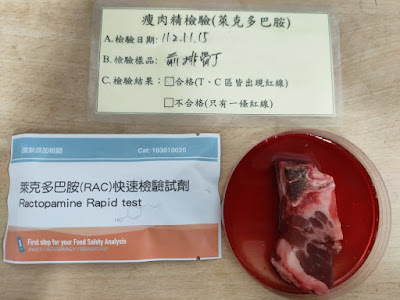 瘦肉精檢驗(萊克多巴胺)
A.檢驗日期:112.11.15
B.檢驗樣品:前排骨丁
C.檢驗結果:□合格(T、C區皆出現紅線)
□不合格(只有一條紅線)
Cat: 103010020
萊克多巴胺(RAC)快速檢驗試劑
Ractopamine Rapid test
First step for your Food Safety Analysis